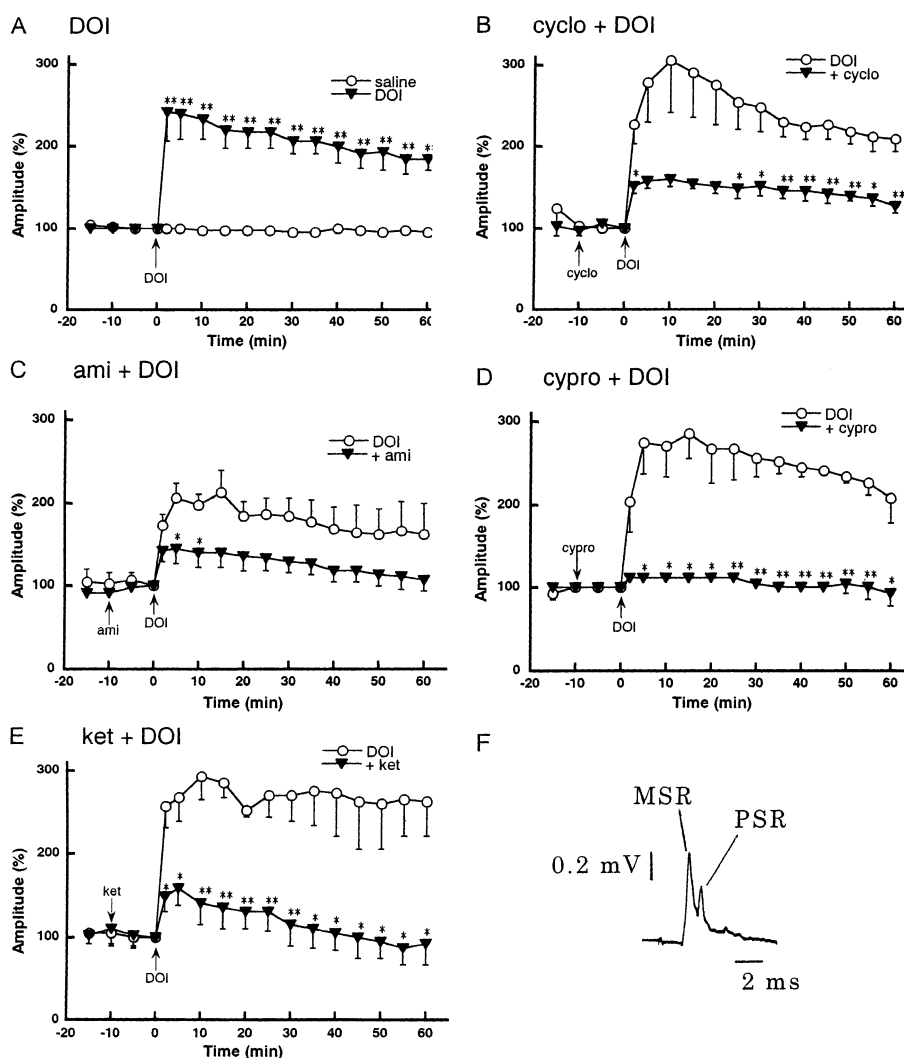 A DOI
300
200
100
0
Amplitude (%)
saline
DOI
** ** ** ** ** ** ** ** ** ** ** ** **
DOI
-20 -10 0 10 20 30 40 50 60
Time (min)
B cyclo + DOI
300
200
100
0
Amplitude (%)
DOI
+ cyclo
* * * ** ** ** ** * **
cyclo
DOI
-20 -10 0 10 20 30 40 50 60
Time (min)
C ami + DOI
300
200
100
0
Amplitude (%)
DOI
+ ami
* *
ami
DOI
-20 -10 0 10 20 30 40 50 60
Time (min)
D cypro + DOI
300
200
100
0
Amplitude (%)
DOI
+ cypro
* * * * ** ** ** ** ** ** ** *
cypro
DOI
-20 -10 0 10 20 30 40 50 60
Time (min)
E ket + DOI
300
200
100
0
Amplitude (%)
DOI
+ ket
* * ** ** ** ** ** * * * * * *
ket
DOI
-20 -10 0 10 20 30 40 50 60
Time (min)
F
MSR
PSR
0.2 mV
2 ms